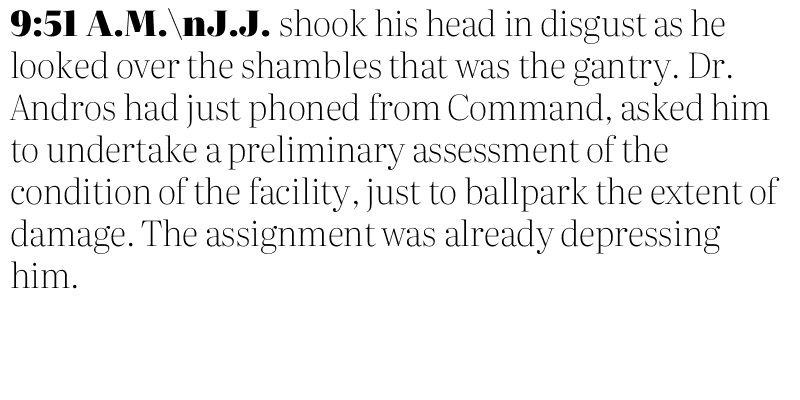 9:51 A.M.\nJ.J. shook his head in disgust as he
looked over the shambles that was the gantry. Dr.
Andros had just phoned from Command, asked him
to undertake a preliminary assessment of the
condition of the facility, just to ballpark the extent of
damage. The assignment was already depressing
him.